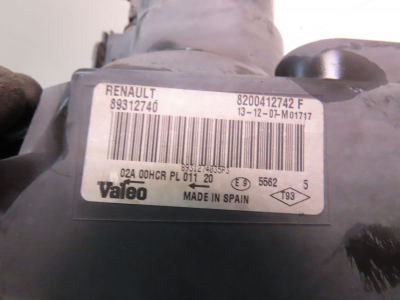 RENAULT 8200412742 F
89312740 13-12-07-M01717
02A 00HCR PL 011 20 E 9 5562 5
Valeo MADE IN SPAIN T93